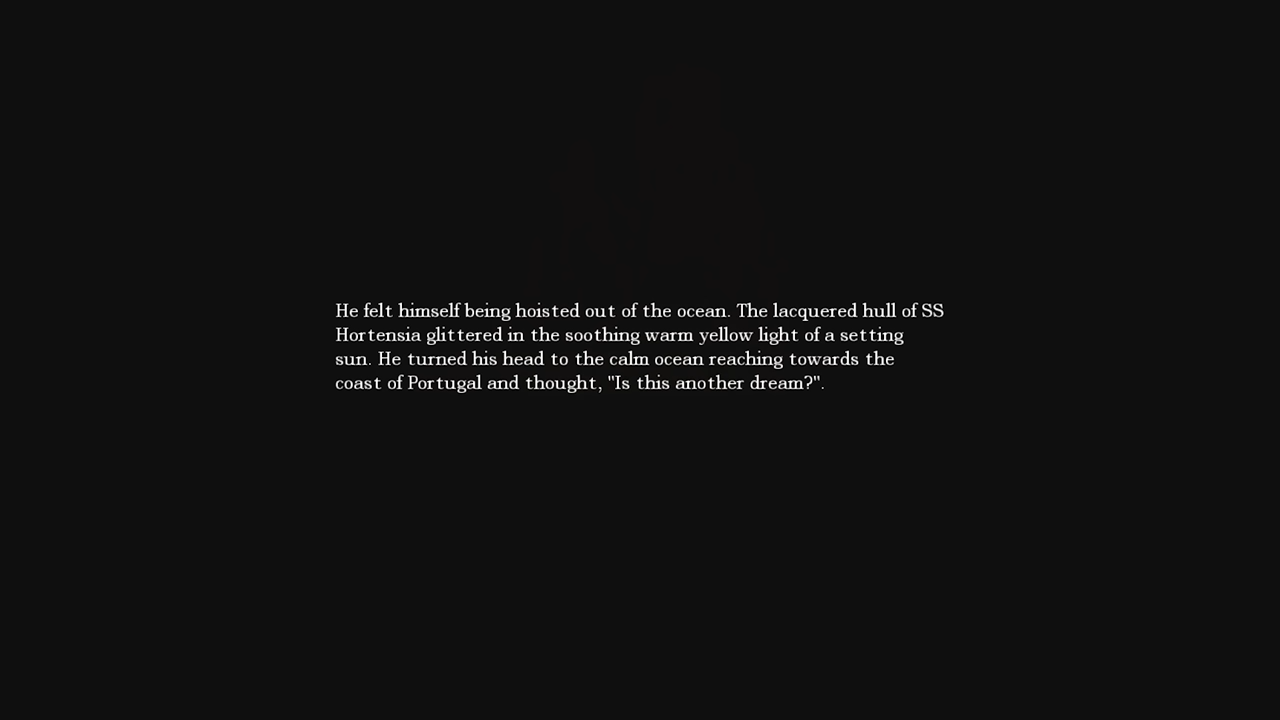 He felt himself being hoisted out of the ocean. The lacquered hull of SS
Hortensia glittered in the soothing warm yellow light of a setting
sun. He turned his head to the calm ocean reaching towards the
coast of Portugal and thought, "Is this another dream?".